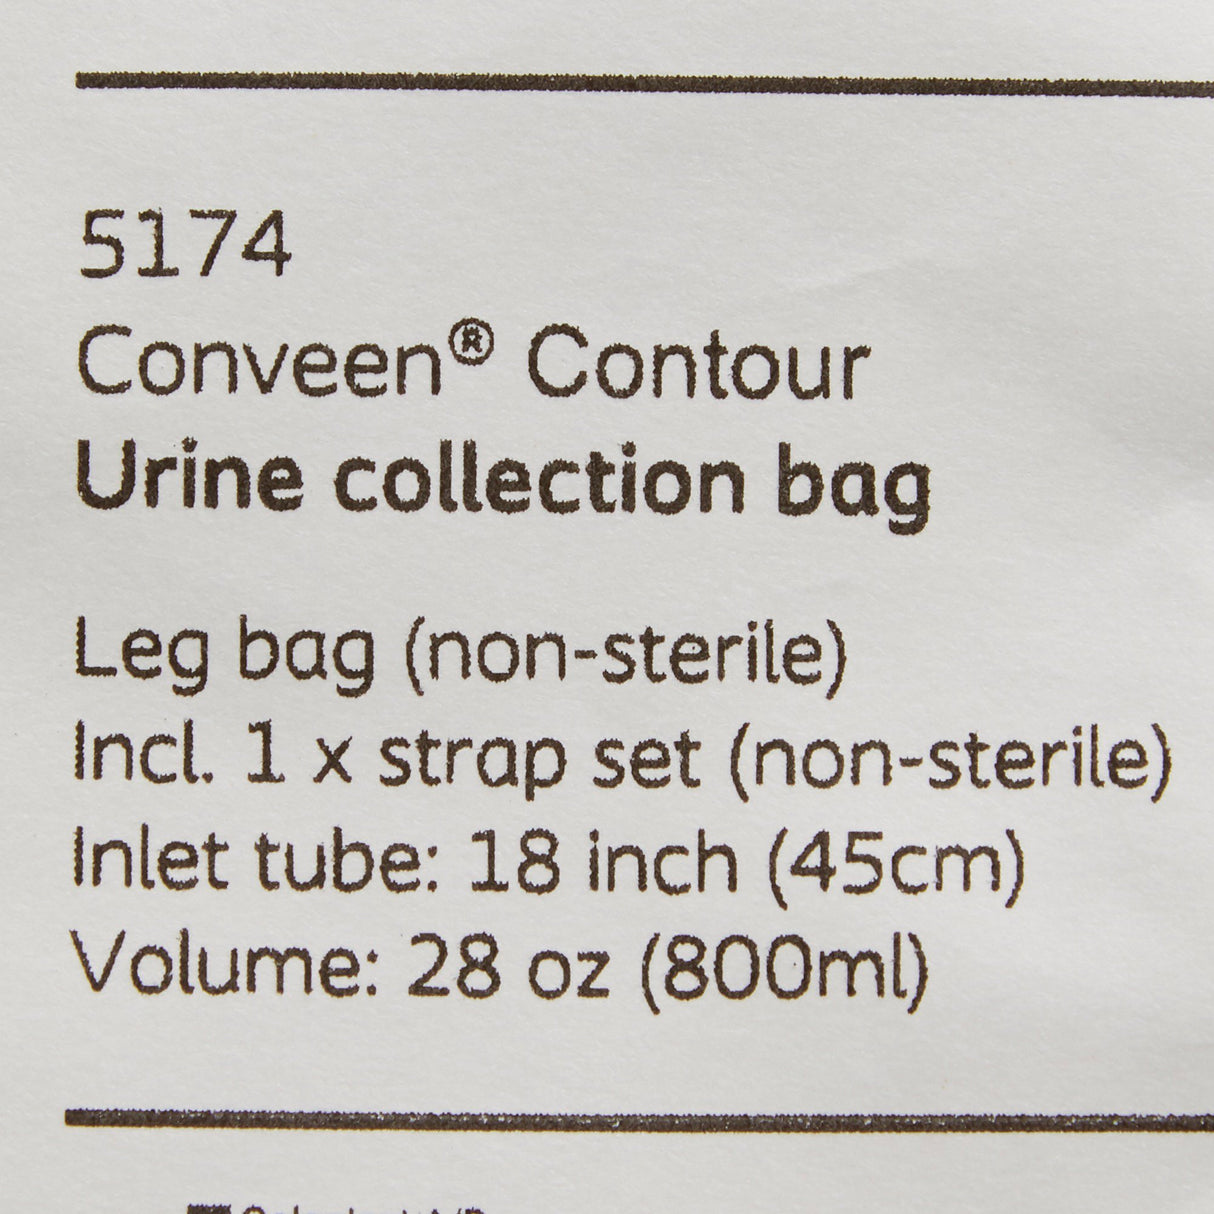 5174
Conveen® Contour
Urine collection bag
Leg bag (non-sterile)
Incl. 1 x strap set (non-sterile)
Inlet tube: 18 inch (45cm)
Volume: 28 oz (800ml)